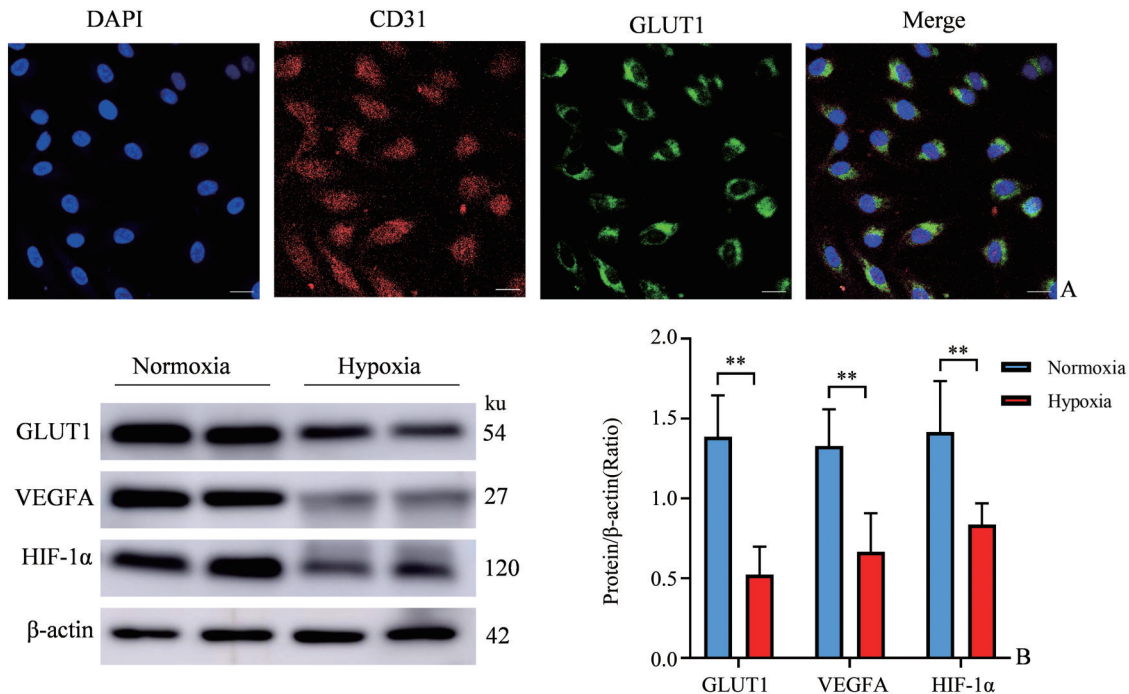 DAPI CD31 GLUT1 Merge
A
Normoxia Hypoxia
ku
GLUT1 54
VEGFA 27
HIF-1α 120
β-actin 42
2.0
1.5
1.0
0.5
0.0
Protein/β-actin(Ratio)
** ** **
Normoxia
Hypoxia
GLUT1 VEGFA HIF-1α
B